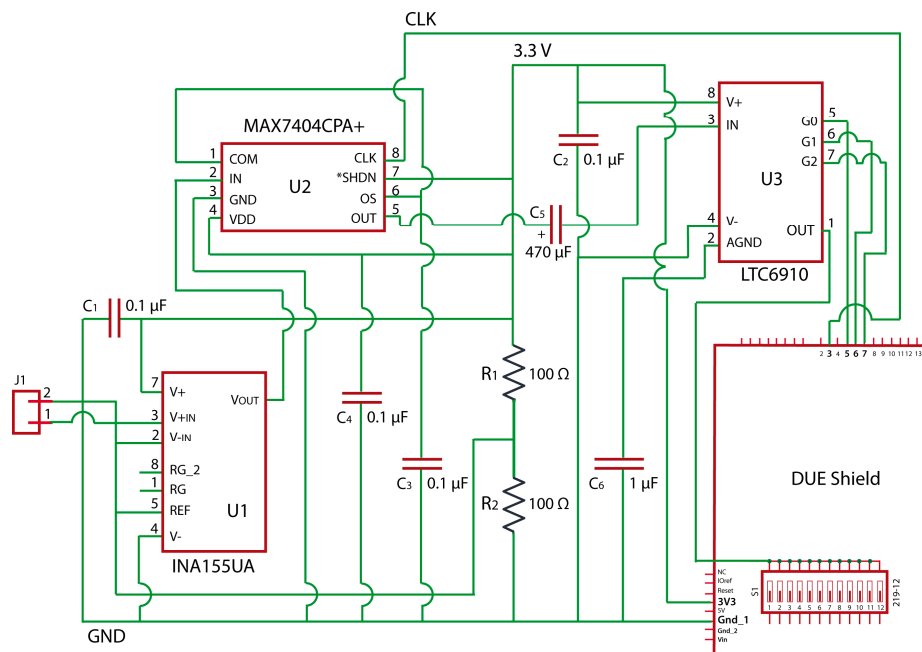 CLK
3.3 V
MAX7404CPA+
1 COM
2 IN
3 GND
4 VDD
CLK 8
*SHDN 7
OS 6
OUT 5
U2
C2 0.1 µF
C5
+
470 µF
8 V+
3 IN
4 V-
2 AGND
U3
G0 5
G1 6
G2 7
OUT 1
LTC6910
C1 0.1 µF
R1 100 Ω
J1
2
1
7 V+
3 V+IN
2 V-IN
8 RG_2
1 RG
5 REF
4 V-
VOUT
U1
INA155UA
C4 0.1 µF
C3 0.1 µF
R2 100 Ω
C6 1 µF
2 3 4 5 6 7 8 9 10 11 12 13
DUE Shield
NC
IOref
Reset
3V3
5V
Gnd_1
Gnd_2
Vin
S1
1 2 3 4 5 6 7 8 9 10 11 12
219-12
GND